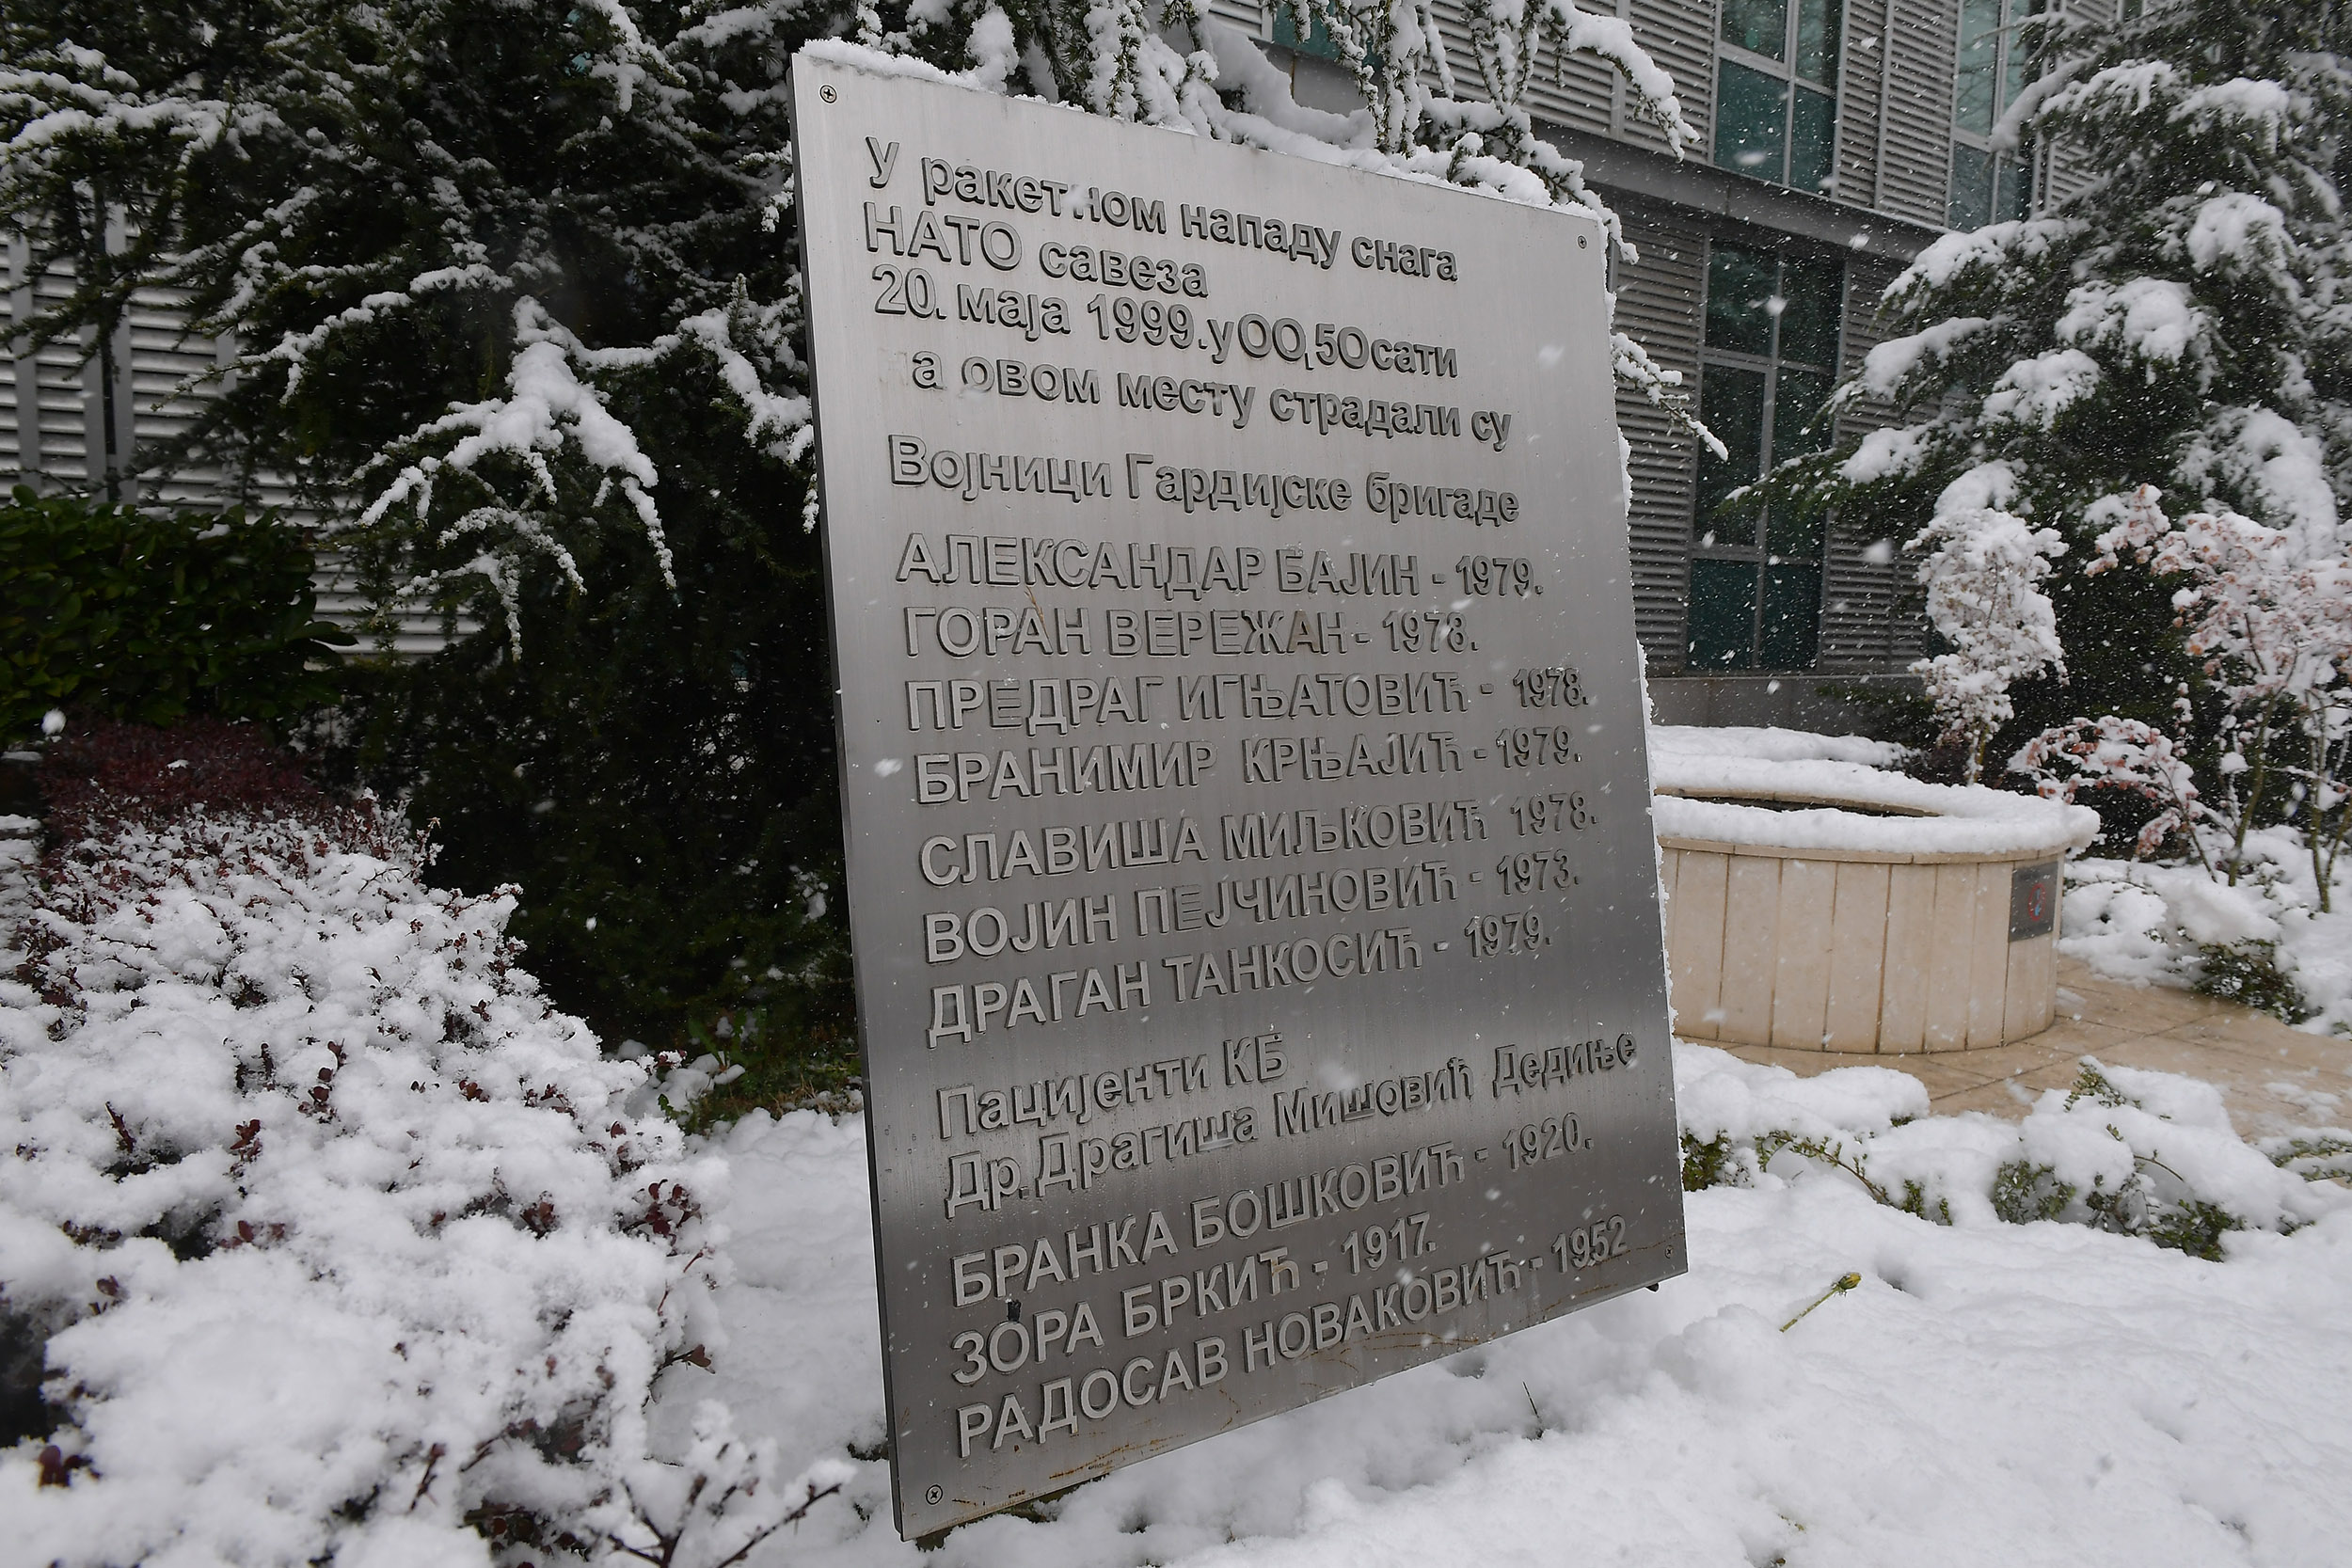 У ракетном нападу снага
НАТО савеза
20. маја 1999. у 00,50 сати
а овом месту страдали су
Војници Гардијске бригаде
АЛЕКСАНДАР БАЈИН - 1979.
ГОРАН ВЕРЕЖАН - 1978.
ПРЕДРАГ ИГЊАТОВИЋ - 1978.
БРАНИМИР КРЊАЈИЋ - 1979.
СЛАВИША МИЉКОВИЋ 1978.
ВОЈИН ПЕЈЧИНОВИЋ - 1973.
ДРАГАН ТАНКОСИЋ - 1979.
Пацијенти КБ
Др. Драгиша Мишовић Дедиње
БРАНКА БОШКОВИЋ - 1920.
ЗОРА БРКИЋ - 1917.
РАДОСАВ НОВАКОВИЋ - 1952